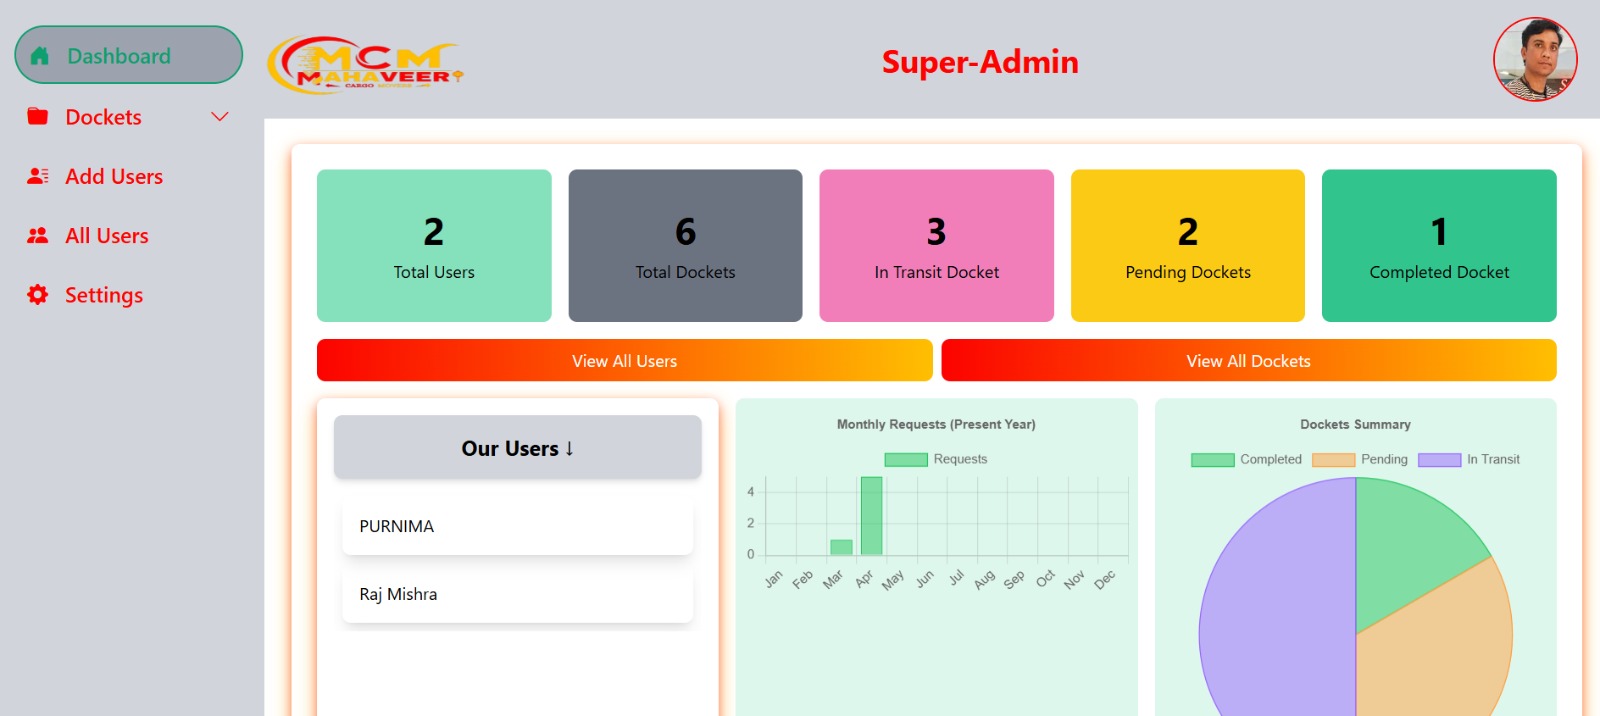 Dashboard
Dockets
Add Users
All Users
Settings
MCM
MAHAVEER
CARGO MOVERS
Super-Admin
2
Total Users
6
Total Dockets
3
In Transit Docket
2
Pending Dockets
1
Completed Docket
View All Users
View All Dockets
Our Users ↓
PURNIMA
Raj Mishra
Monthly Requests (Present Year)
Requests
4
2
0
Jan Feb Mar Apr May Jun Jul Aug Sep Oct Nov Dec
Dockets Summary
Completed Pending In Transit